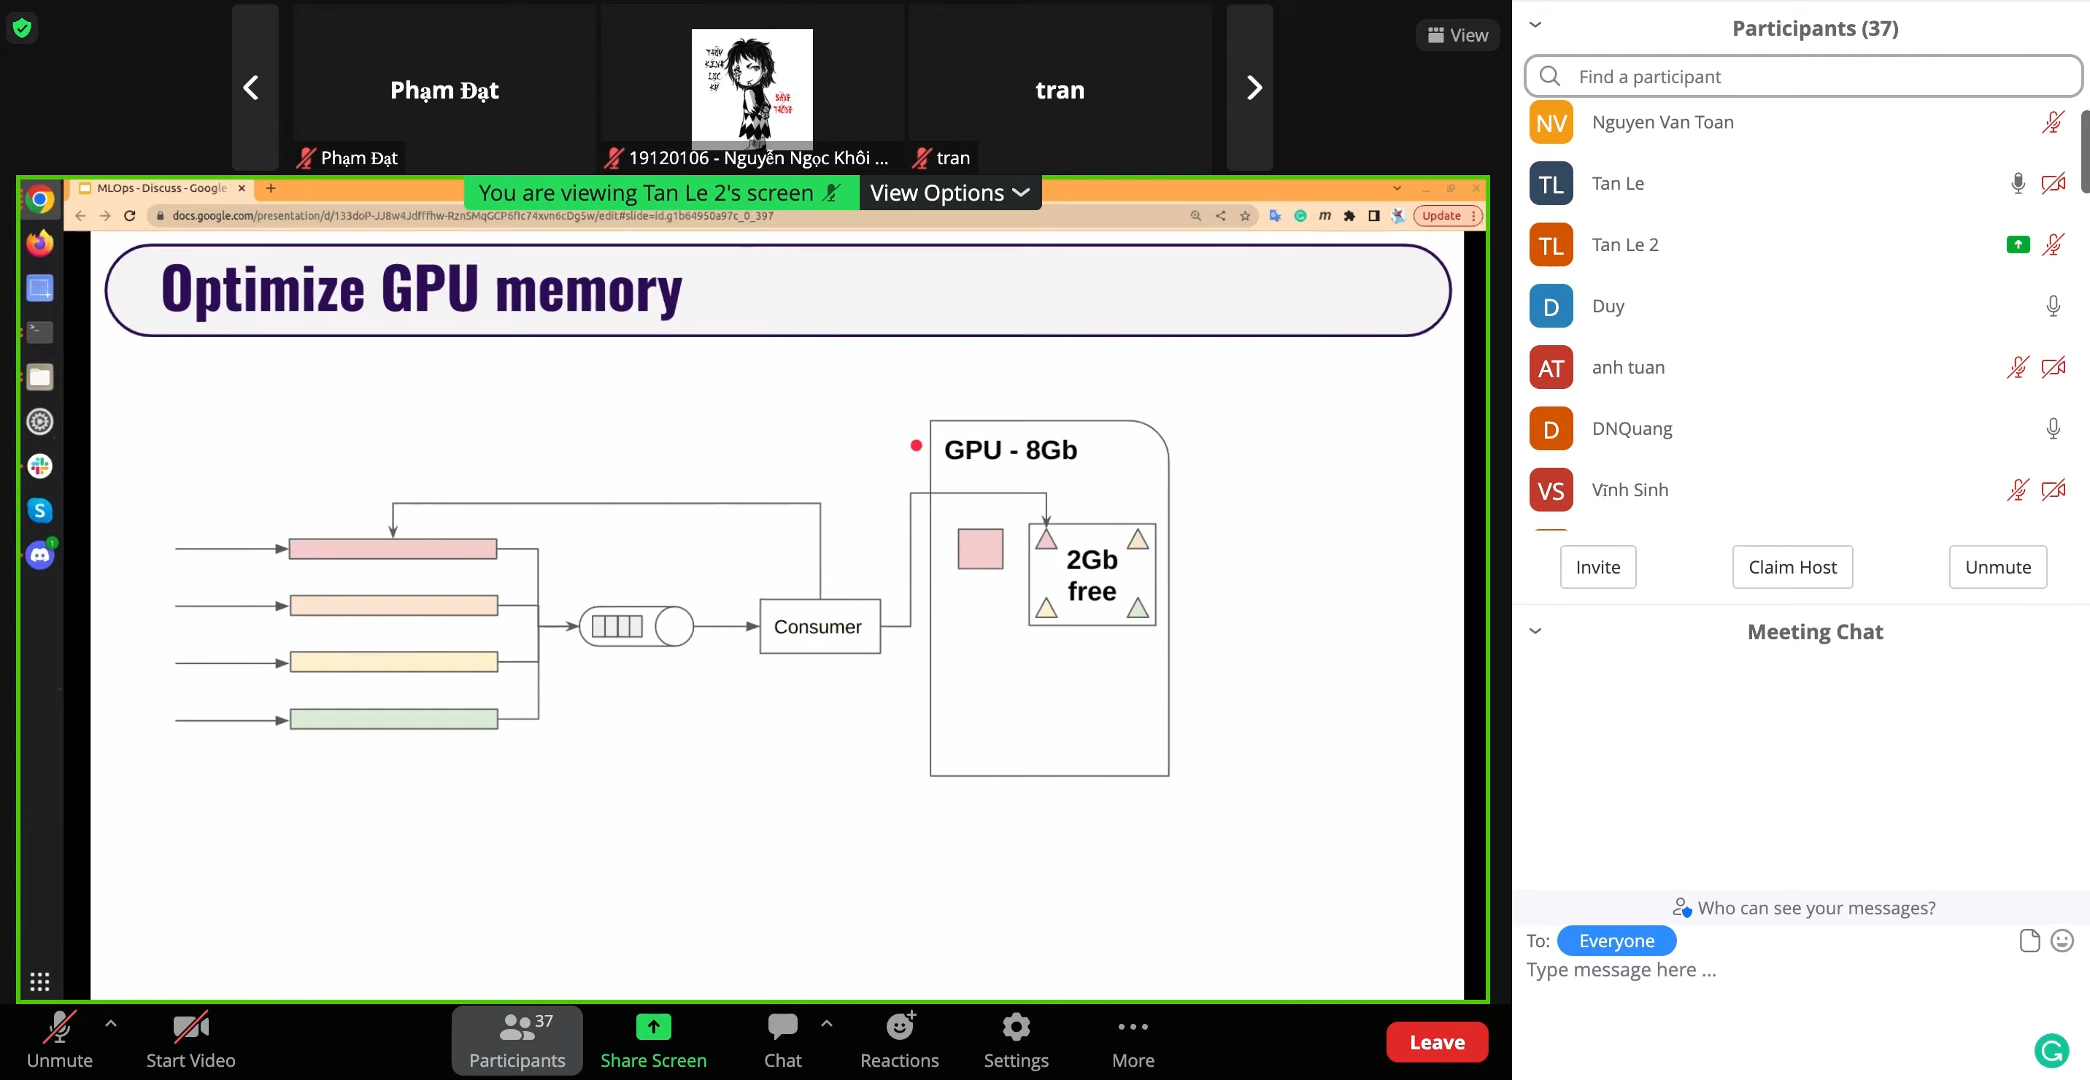 View
Phạm Đạt
tran
Phạm Đạt
19120106 - Nguyễn Ngọc Khôi ...
tran
MLOps - Discuss - Google
You are viewing Tan Le 2's screen
View Options
Update
Optimize GPU memory
GPU - 8Gb
2Gb
free
Consumer
Unmute
Start Video
37
Participants
Share Screen
Chat
Reactions
Settings
More
Leave
Participants (37)
Find a participant
NV Nguyen Van Toan
TL Tan Le
TL Tan Le 2
D Duy
AT anh tuan
D DNQuang
VS Vĩnh Sinh
Invite
Claim Host
Unmute
Meeting Chat
Who can see your messages?
To: Everyone
Type message here ...